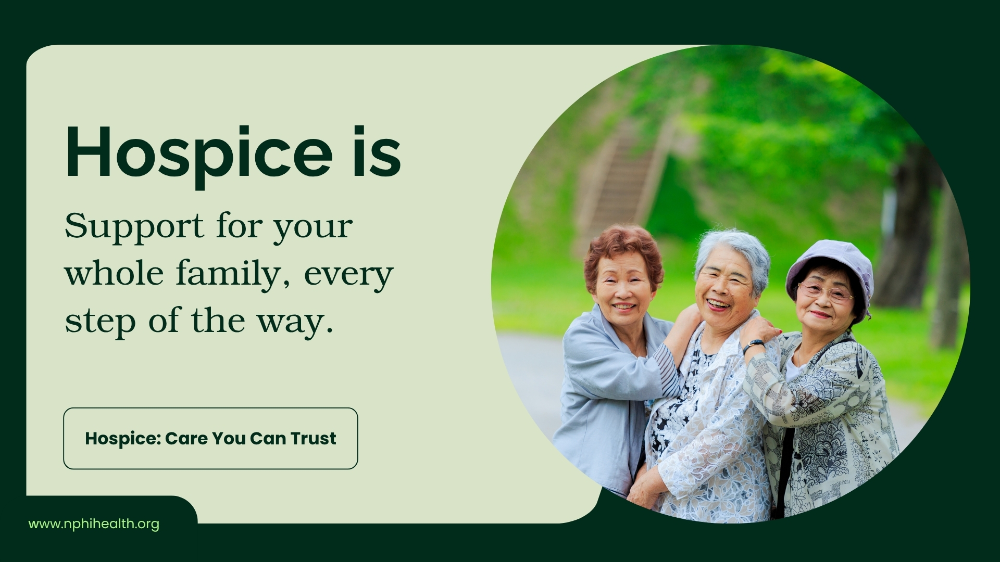 Hospice is
Support for your
whole family, every
step of the way.
Hospice: Care You Can Trust
www.nphihealth.org